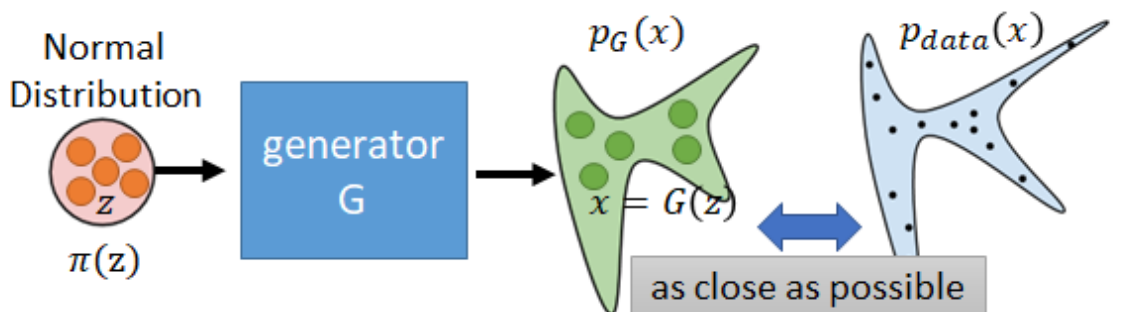 Normal
Distribution
z
π(z)
generator
G
p_G(x)
x = G(z)
p_data(x)
as close as possible